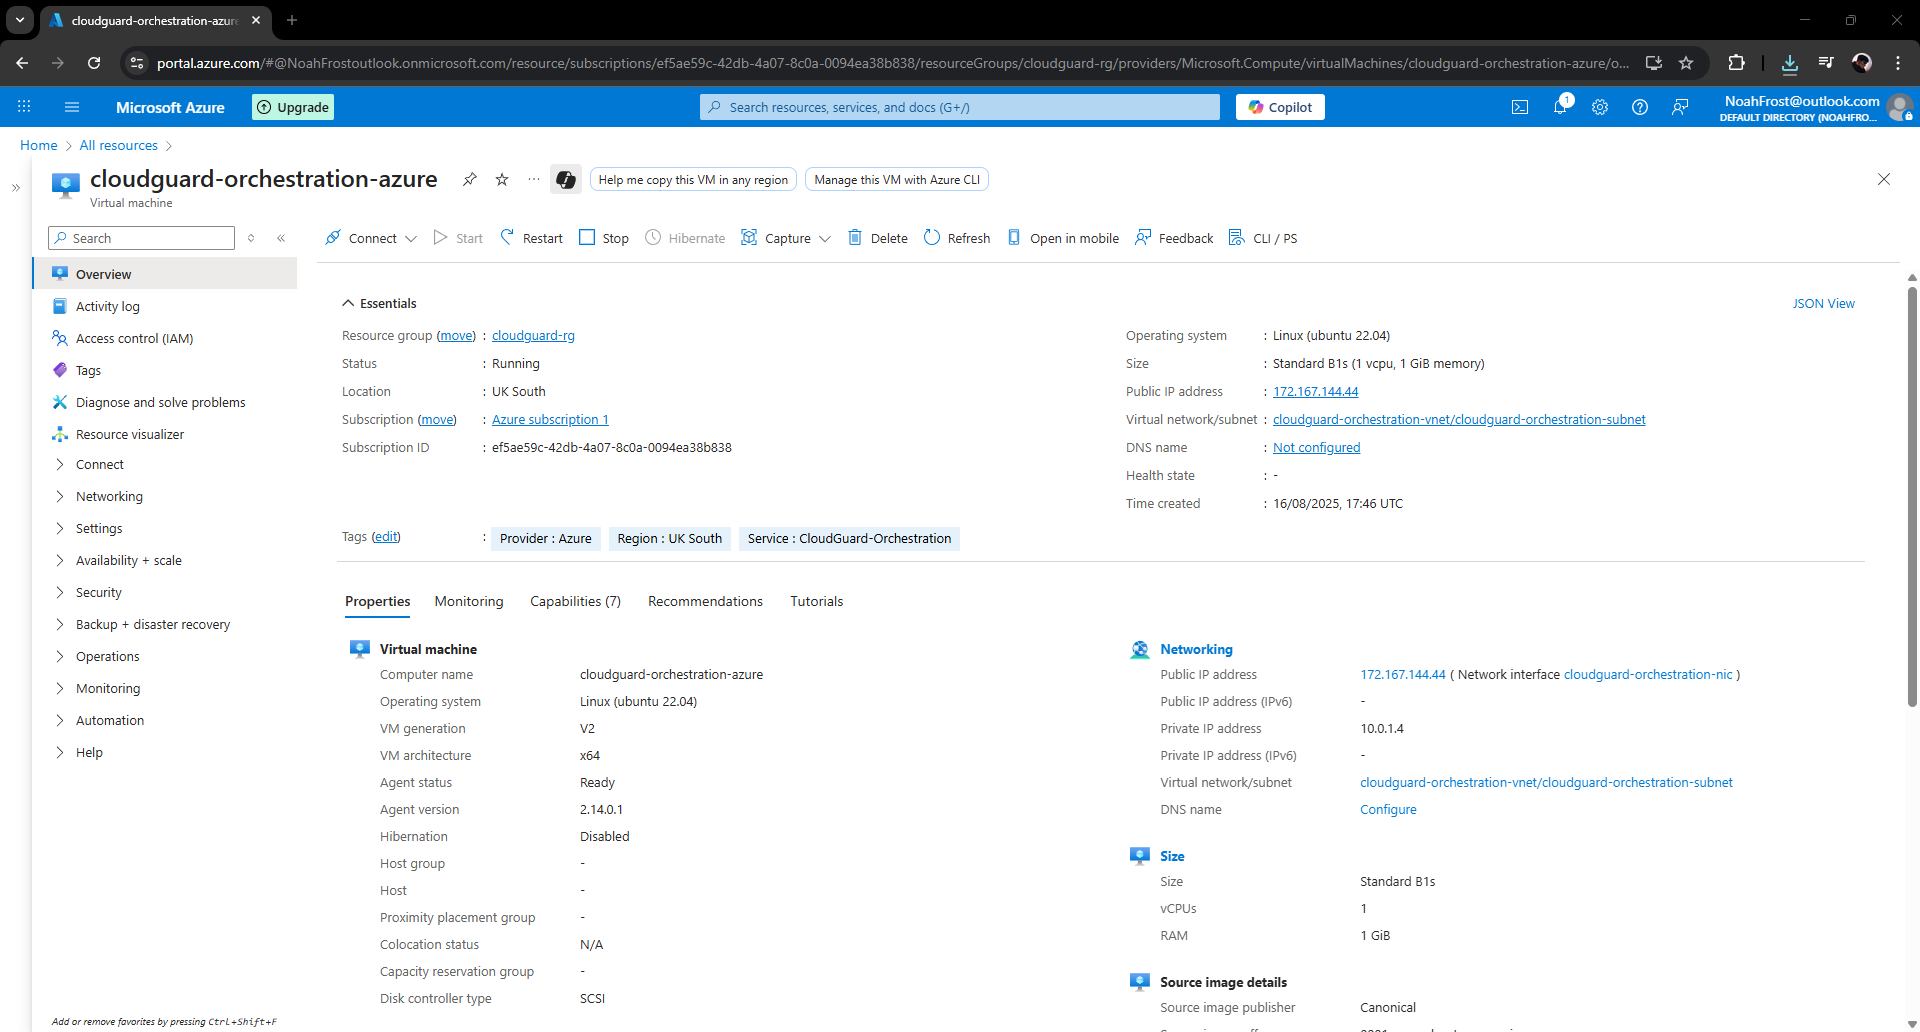 cloudguard-orchestration-azure
portal.azure.com/#@NoahFrostoutlook.onmicrosoft.com/resource/subscriptions/ef5ae59c-42db-4a07-8c0a-0094ea38b838/resourceGroups/cloudguard-rg/providers/Microsoft.Compute/virtualMachines/cloudguard-orchestration-azure/o...
Microsoft Azure
Upgrade
Search resources, services, and docs (G+/)
Copilot
1
NoahFrost@outlook.com
DEFAULT DIRECTORY (NOAHFRO...
Home > All resources >
cloudguard-orchestration-azure
Virtual machine
Help me copy this VM in any region
Manage this VM with Azure CLI
Search
Connect
Start
Restart
Stop
Hibernate
Capture
Delete
Refresh
Open in mobile
Feedback
CLI / PS
Overview
Activity log
Access control (IAM)
Tags
Diagnose and solve problems
Resource visualizer
Connect
Networking
Settings
Availability + scale
Security
Backup + disaster recovery
Operations
Monitoring
Automation
Help
Add or remove favorites by pressing Ctrl+Shift+F
Essentials
JSON View
Resource group (move) : cloudguard-rg
Status : Running
Location : UK South
Subscription (move) : Azure subscription 1
Subscription ID : ef5ae59c-42db-4a07-8c0a-0094ea38b838
Operating system : Linux (ubuntu 22.04)
Size : Standard B1s (1 vcpu, 1 GiB memory)
Public IP address : 172.167.144.44
Virtual network/subnet : cloudguard-orchestration-vnet/cloudguard-orchestration-subnet
DNS name : Not configured
Health state : -
Time created : 16/08/2025, 17:46 UTC
Tags (edit) : Provider : Azure Region : UK South Service : CloudGuard-Orchestration
Properties
Monitoring
Capabilities (7)
Recommendations
Tutorials
Virtual machine
Computer name cloudguard-orchestration-azure
Operating system Linux (ubuntu 22.04)
VM generation V2
VM architecture x64
Agent status Ready
Agent version 2.14.0.1
Hibernation Disabled
Host group -
Host -
Proximity placement group -
Colocation status N/A
Capacity reservation group -
Disk controller type SCSI
Networking
Public IP address 172.167.144.44 ( Network interface cloudguard-orchestration-nic )
Public IP address (IPv6) -
Private IP address 10.0.1.4
Private IP address (IPv6) -
Virtual network/subnet cloudguard-orchestration-vnet/cloudguard-orchestration-subnet
DNS name Configure
Size
Size Standard B1s
vCPUs 1
RAM 1 GiB
Source image details
Source image publisher Canonical